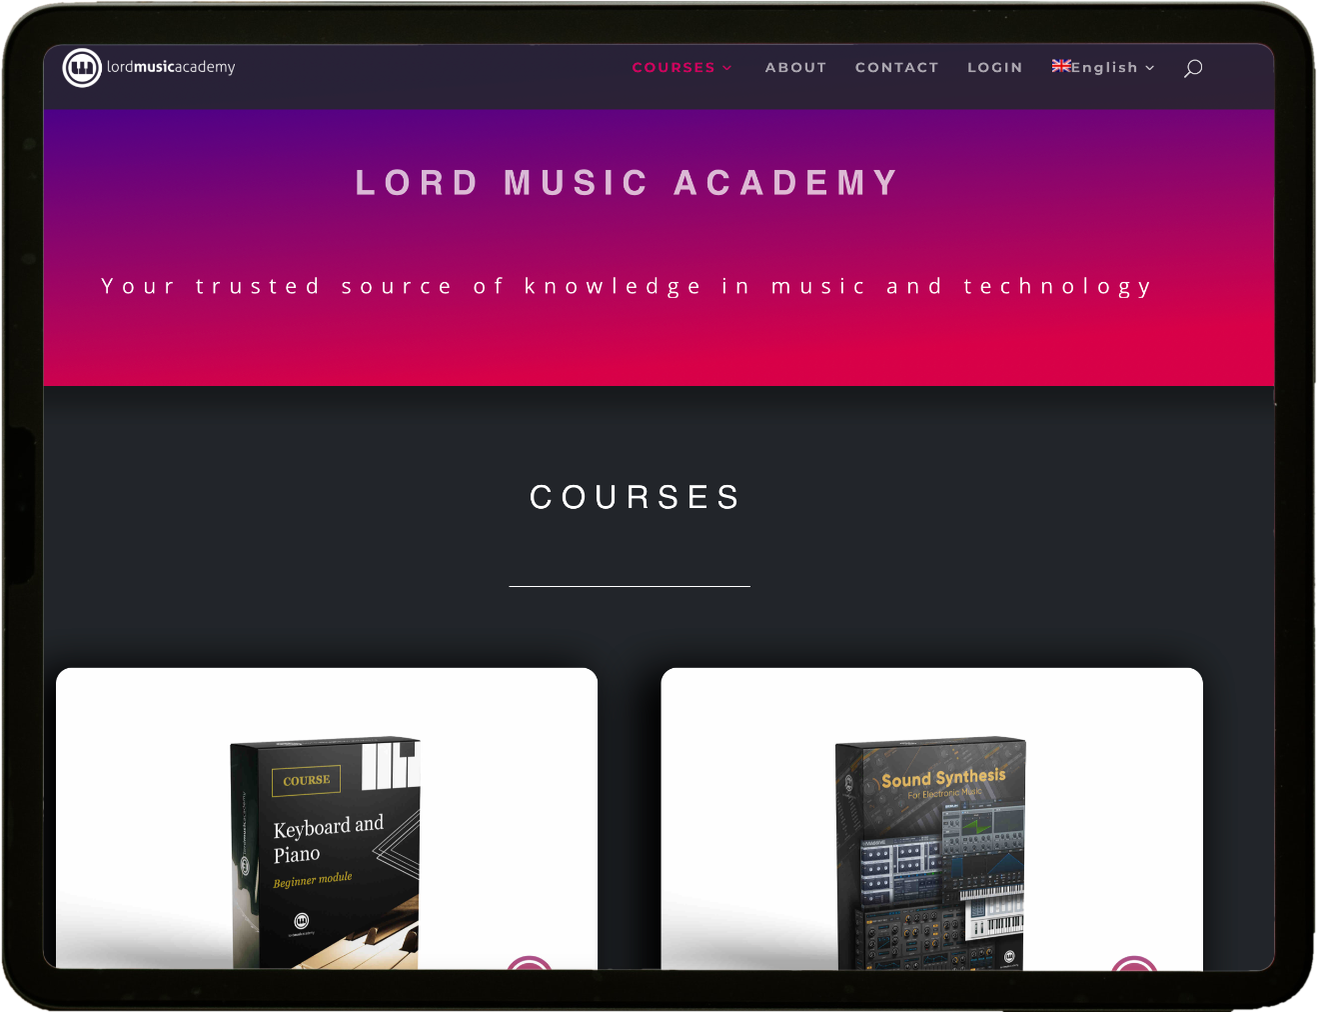 lordmusicacademy
COURSES
ABOUT
CONTACT
LOGIN
English
LORD MUSIC ACADEMY
Your trusted source of knowledge in music and technology
COURSES
COURSE
Keyboard and
Piano
Beginner module
Sound Synthesis
For Electronic Music